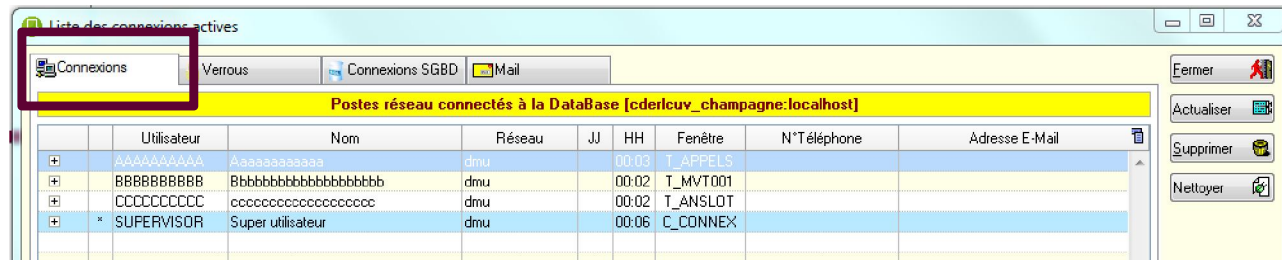 Liste des connexions actives
Connexions Verrous Connexions SGBD Mail
Fermer
Postes réseau connectés à la DataBase [cderlcuv_champagne:localhost]
Actualiser
Utilisateur Nom Réseau JJ HH Fenêtre N°Téléphone Adresse E-Mail
Supprimer
AAAAAAAAAA Aaaaaaaaaaaa dmu 00:03 T_APPELS
BBBBBBBBBB Bbbbbbbbbbbbbbbbbbbb dmu 00:02 T_MVT001
Nettoyer
CCCCCCCCCC ccccccccccccccccccc dmu 00:02 T_ANSLOT
* SUPERVISOR Super utilisateur dmu 00:06 C_CONNEX